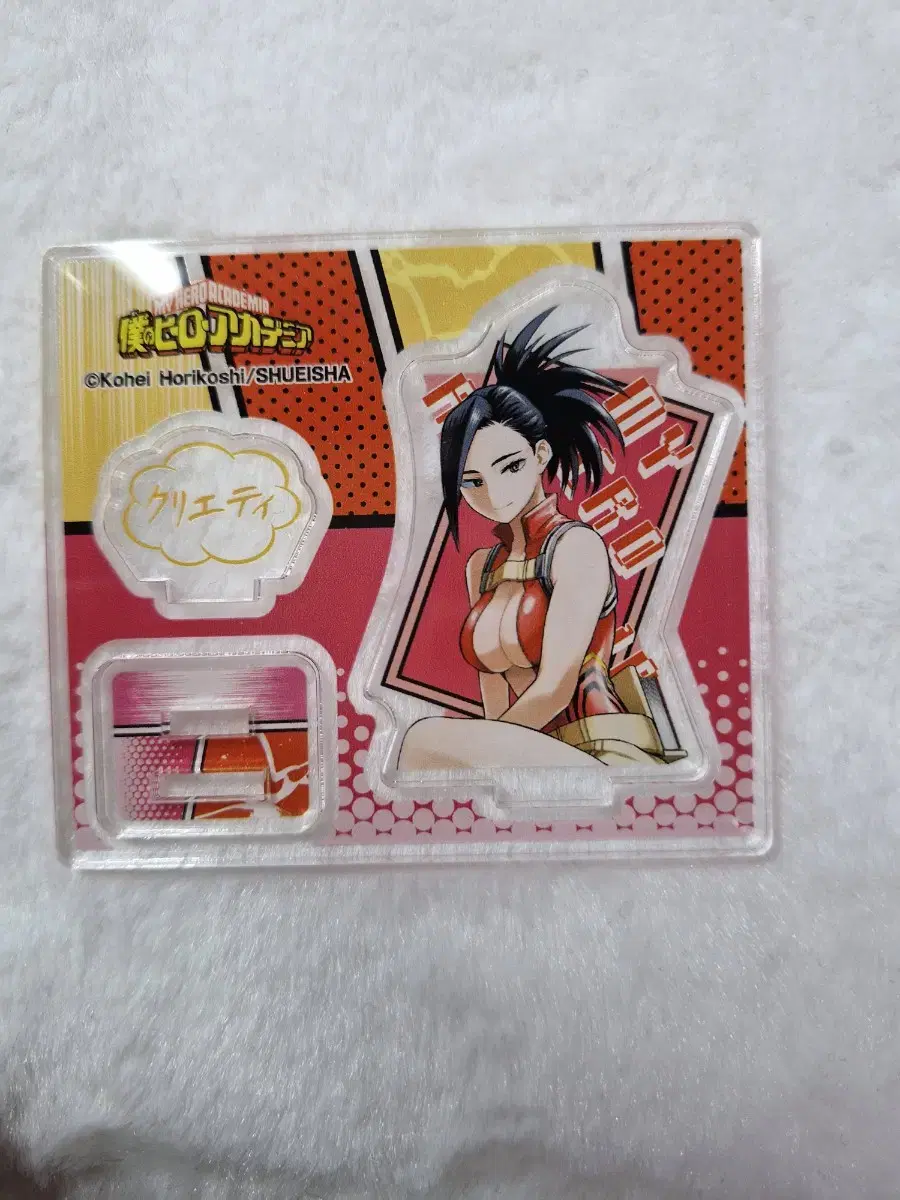 MY HERO ACADEMIA
僕のヒーローアカデミア
©Kohei Horikoshi/SHUEISHA
クリエティ
MY